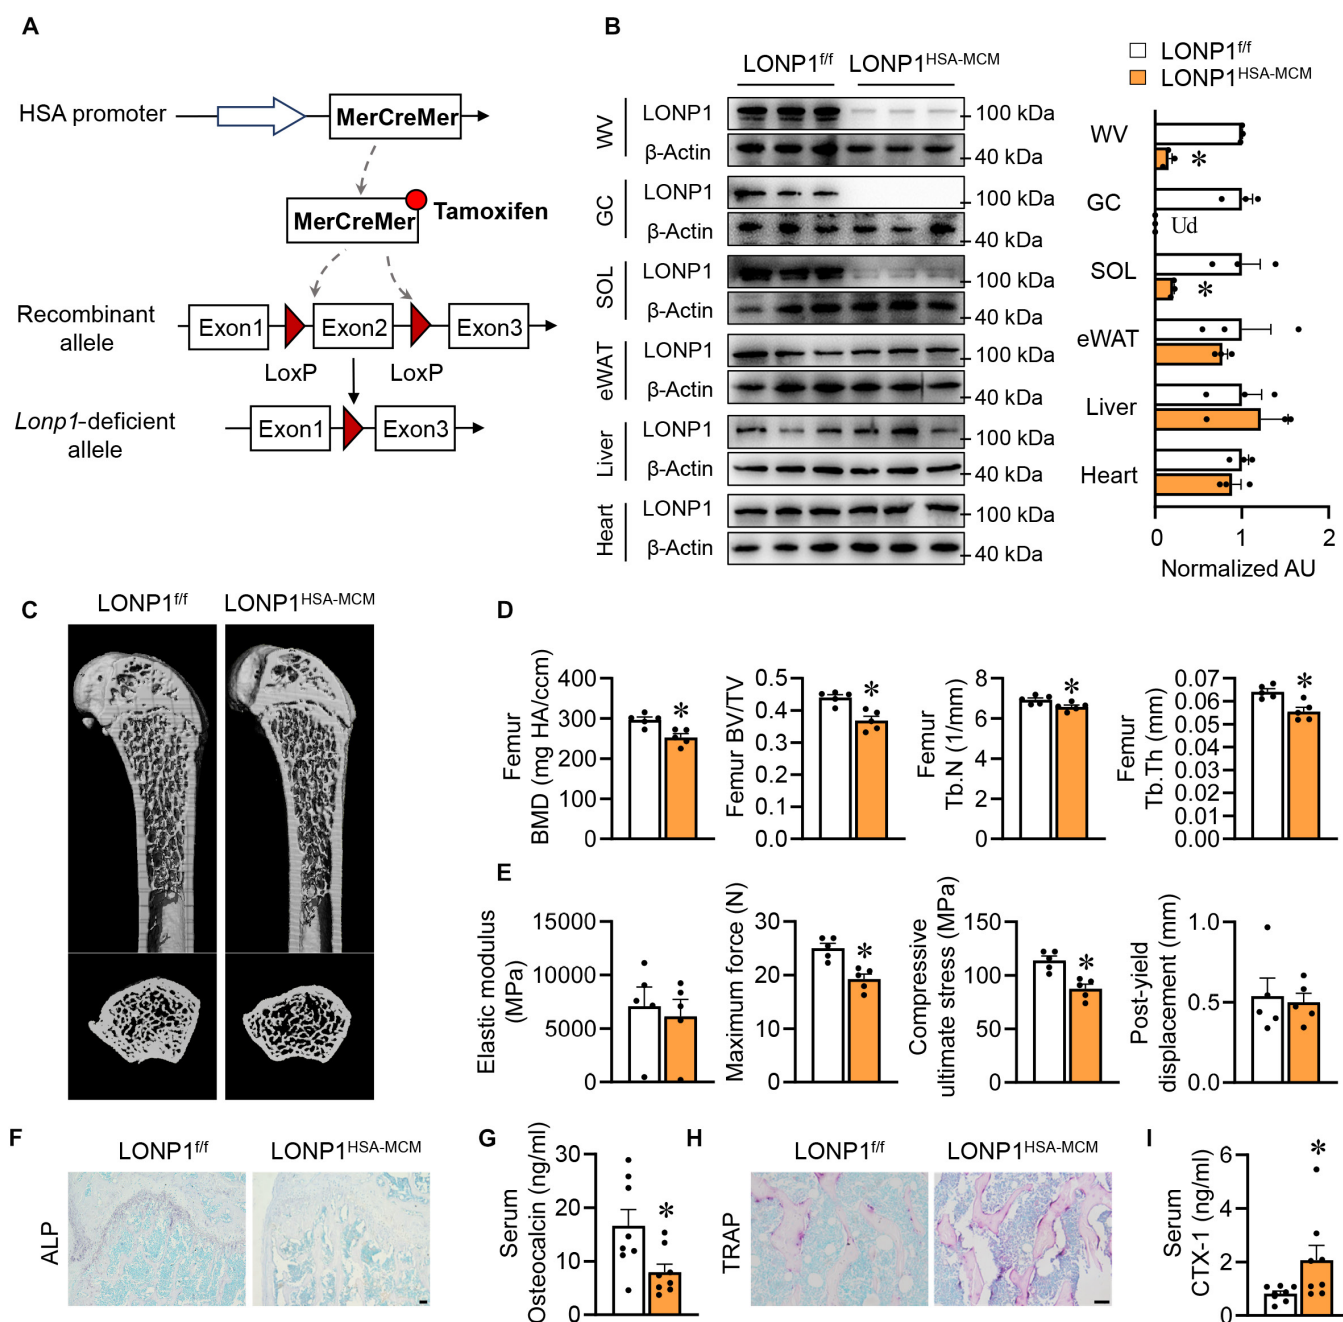 A
HSA promoter
MerCreMer
MerCreMer
Tamoxifen
Recombinant
allele
Exon1
Exon2
Exon3
LoxP
LoxP
Lonp1-deficient
allele
Exon1
Exon3
B
LONP1f/f
LONP1HSA-MCM
WV
LONP1
100 kDa
β-Actin
40 kDa
GC
LONP1
100 kDa
β-Actin
40 kDa
SOL
LONP1
100 kDa
β-Actin
40 kDa
eWAT
LONP1
100 kDa
β-Actin
40 kDa
Liver
LONP1
100 kDa
β-Actin
40 kDa
Heart
LONP1
100 kDa
β-Actin
40 kDa
LONP1f/f
LONP1HSA-MCM
WV
*
GC
Ud
SOL
*
eWAT
Liver
Heart
0 1 2
Normalized AU
C
LONP1f/f
LONP1HSA-MCM
D
Femur
BMD (mg HA/ccm)
400
300
200
100
0
*
Femur BV/TV
0.5
0.4
0.3
0.2
0.1
0.0
*
Femur
Tb.N (1/mm)
8
6
4
2
0
*
Femur
Tb.Th (mm)
0.07
0.06
0.05
0.04
0.03
0.02
0.01
0.00
*
E
Elastic modulus
(MPa)
15000
10000
5000
0
Maximum force (N)
30
20
10
0
*
Compressive
ultimate stress (MPa)
150
100
50
0
*
Post-yield
displacement (mm)
1.0
0.5
0.0
F
LONP1f/f
LONP1HSA-MCM
ALP
G
Serum
Osteocalcin (ng/ml)
30
20
10
0
*
H
LONP1f/f
LONP1HSA-MCM
TRAP
I
Serum
CTX-1 (ng/ml)
6
4
2
0
*